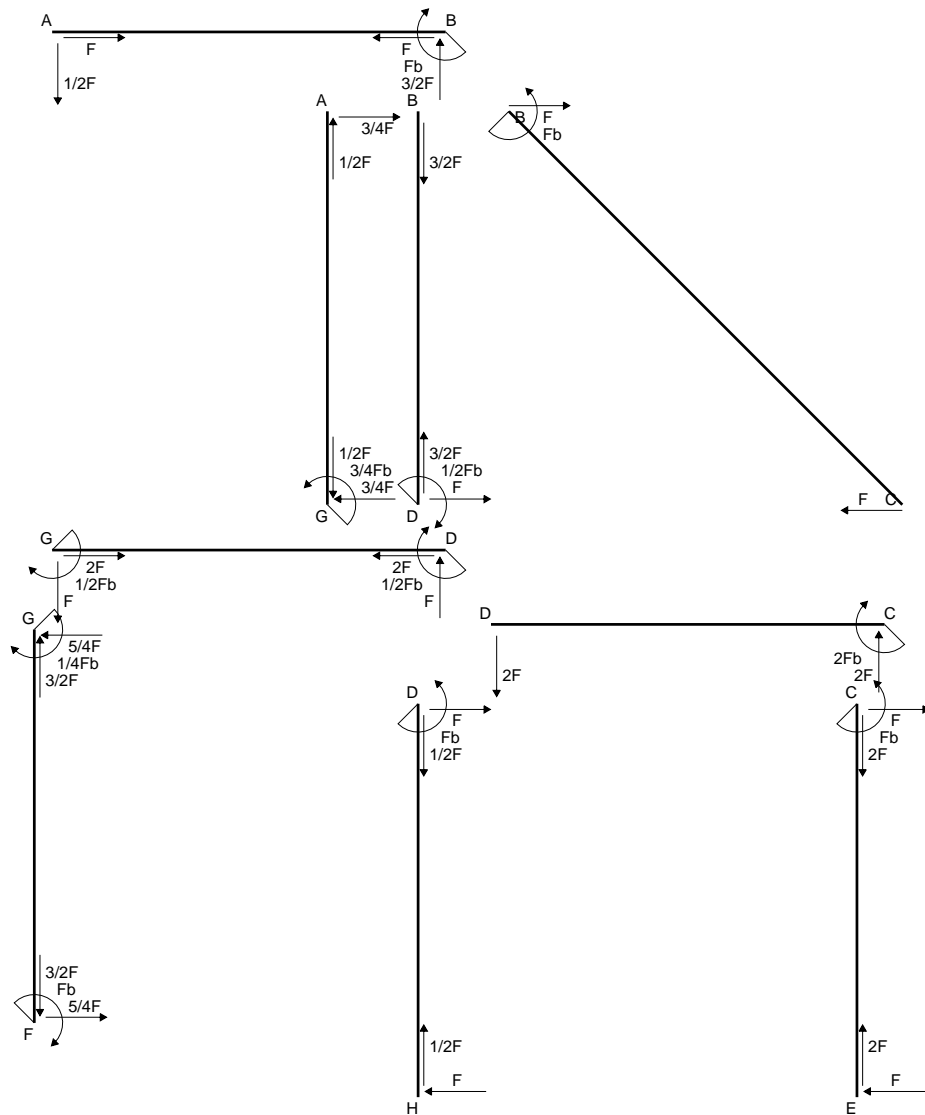 A B
F F
Fb
1/2F 3/2F
A B
3/4F B F
1/2F 3/2F Fb
1/2F 3/2F
3/4Fb 1/2Fb
3/4F F F C
G D
G D
2F 2F
1/2Fb 1/2Fb
F F
G D C
5/4F
1/4Fb 2Fb
3/2F 2F 2F
D C
F F
Fb Fb
1/2F 2F
3/2F
Fb
5/4F
F
1/2F 2F
F F
H E